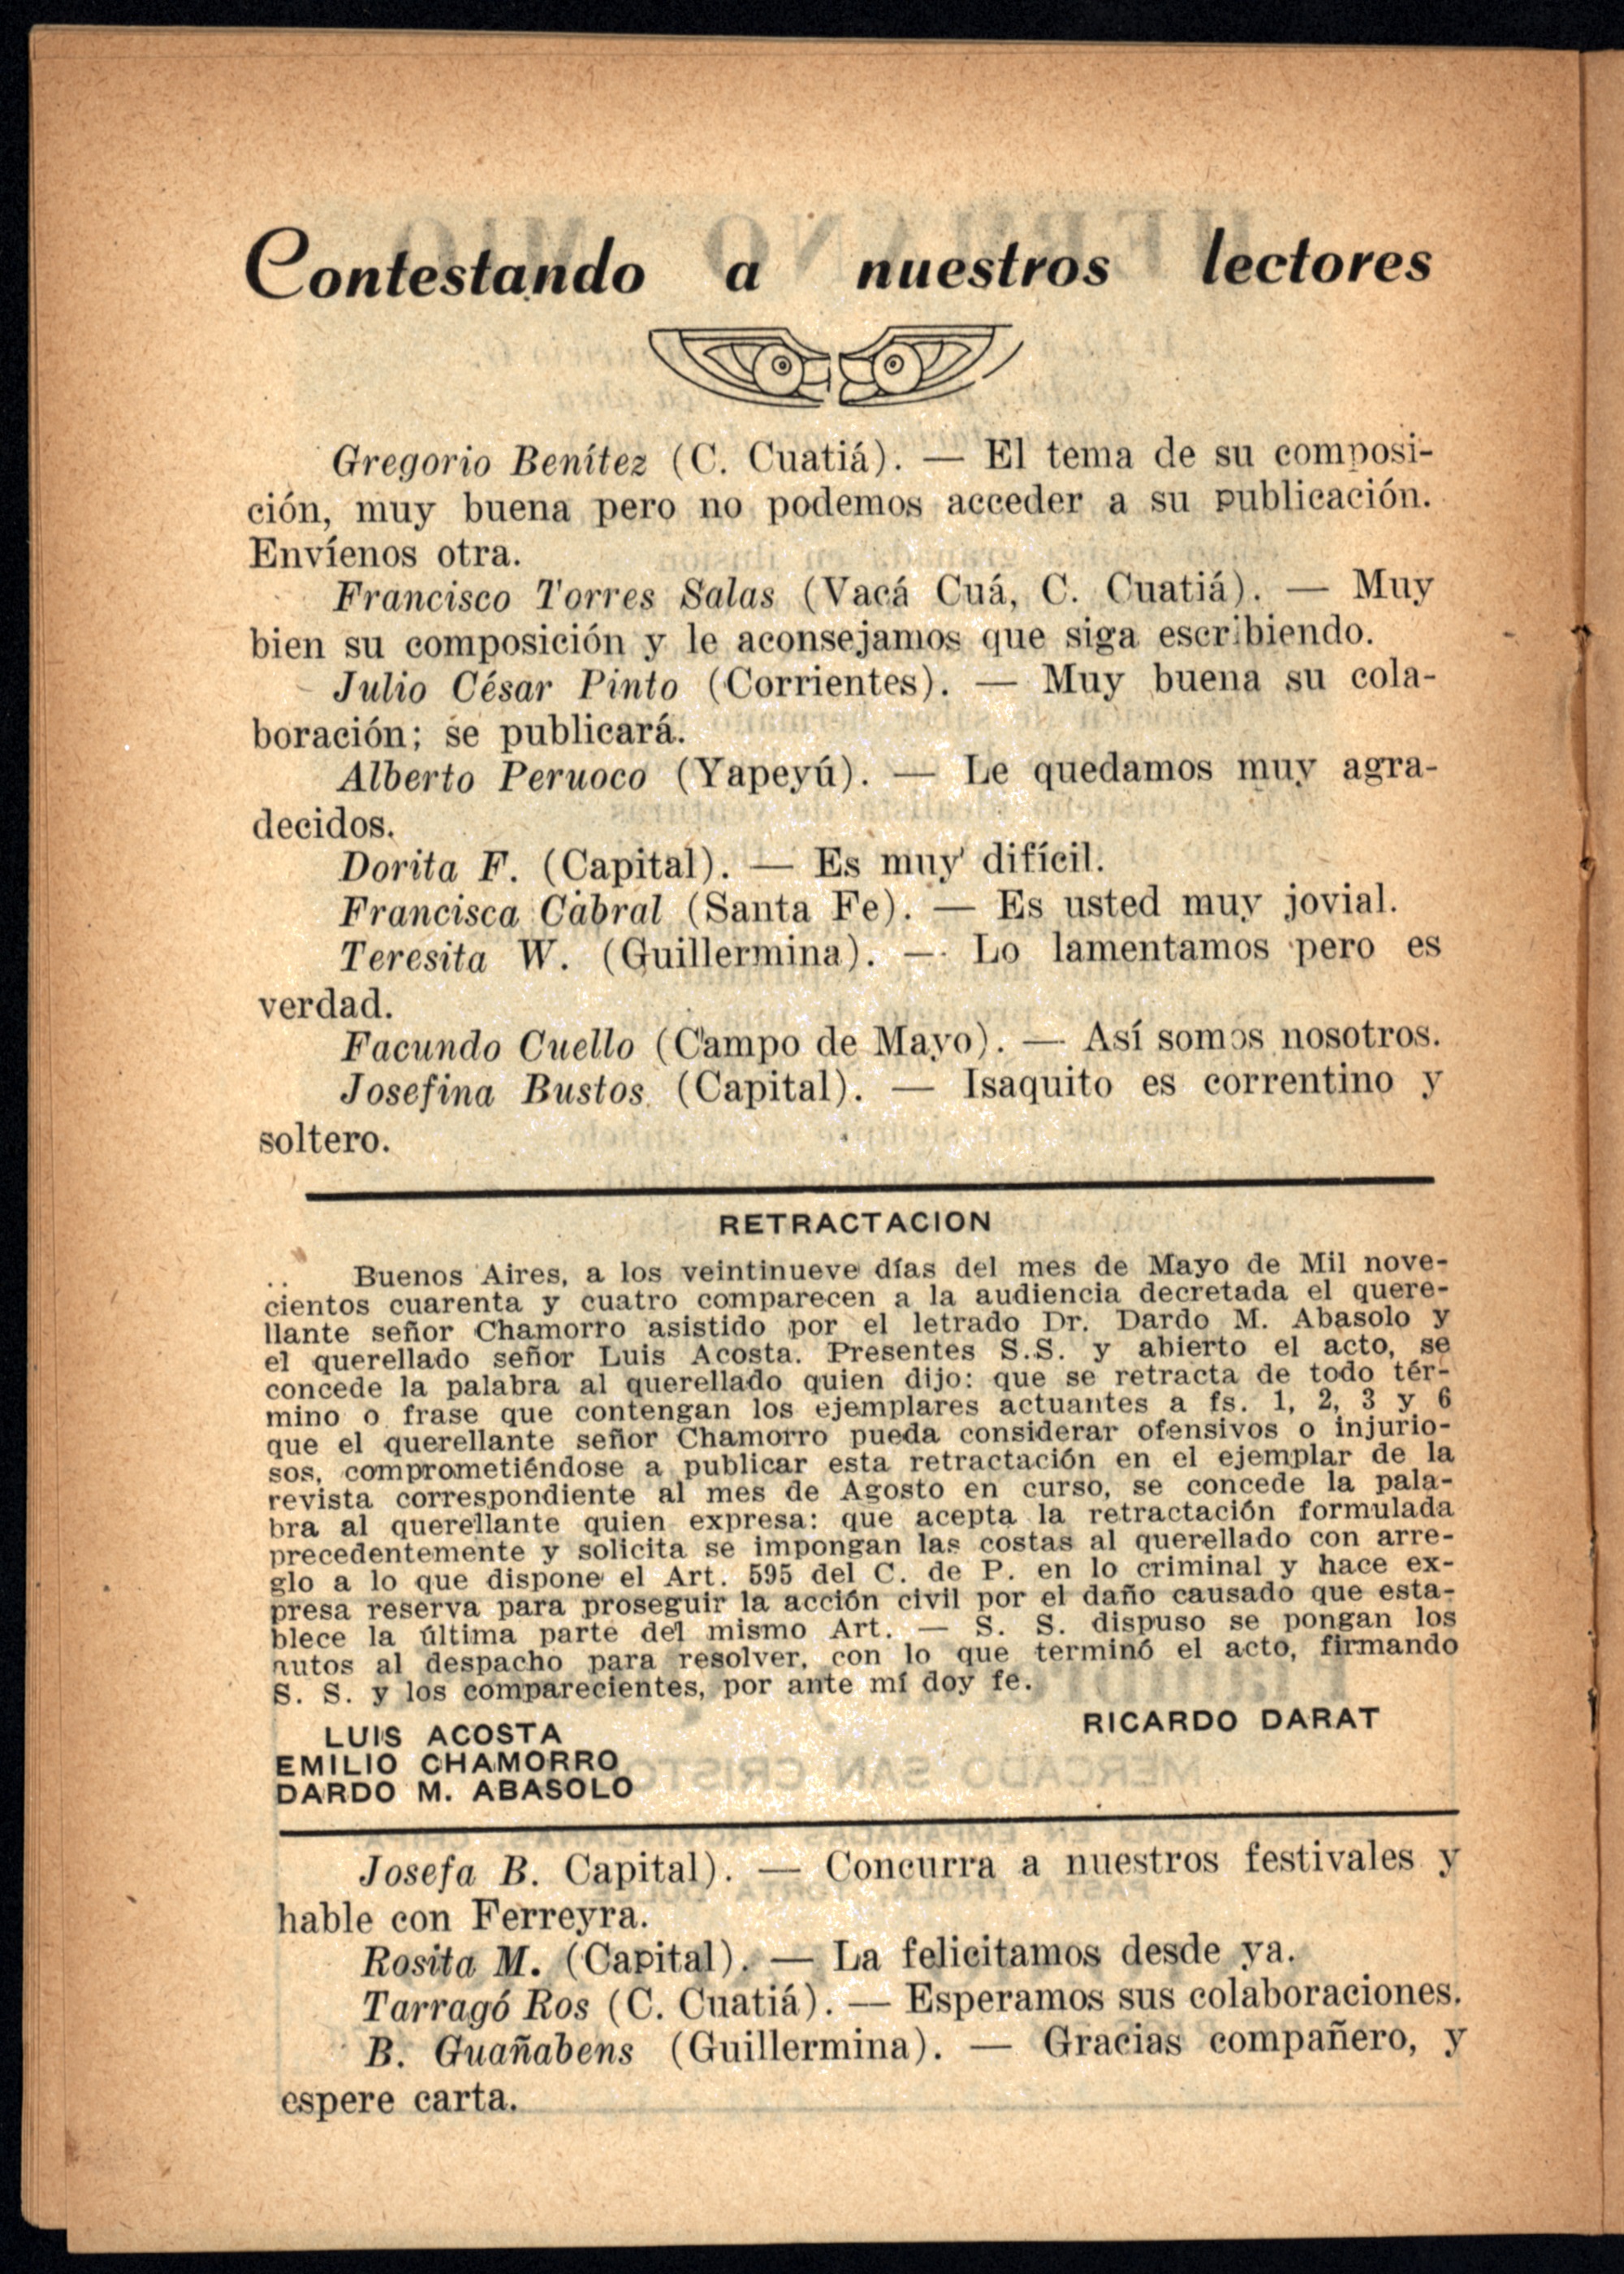 Contestando a nuestros lectores
Gregorio Benítez (C. Cuatiá). — El tema de su composi-
ción, muy buena pero no podemos acceder a su publicación.
Envíenos otra.
Francisco Torres Salas (Vacá Cuá, C. Cuatiá). — Muy
bien su composición y le aconsejamos que siga escribiendo.
Julio César Pinto (Corrientes). — Muy buena su cola-
boración; se publicará.
Alberto Peruoco (Yapeyú). — Le quedamos muy agra-
decidos.
Dorita F. (Capital). — Es muy difícil.
Francisca Cabral (Santa Fe). — Es usted muy jovial.
Teresita W. (Guillermina). — Lo lamentamos pero es
verdad.
Facundo Cuello (Campo de Mayo). — Así somos nosotros.
Josefina Bustos (Capital). — Isaquito es correntino y
soltero.
RETRACTACION
.. Buenos Aires, a los veintinueve días del mes de Mayo de Mil nove-
cientos cuarenta y cuatro comparecen a la audiencia decretada el quere-
llante señor Chamorro asistido por el letrado Dr. Dardo M. Abasolo y
el querellado señor Luis Acosta. Presentes S.S. y abierto el acto, se
concede la palabra al querellado quien dijo: que se retracta de todo tér-
mino o frase que contengan los ejemplares actuantes a fs. 1, 2, 3 y 6
que el querellante señor Chamorro pueda considerar ofensivos o injurio-
sos, comprometiéndose a publicar esta retractación en el ejemplar de la
revista correspondiente al mes de Agosto en curso, se concede la pala-
bra al querellante quien expresa: que acepta la retractación formulada
precedentemente y solicita se impongan las costas al querellado con arre-
glo a lo que dispone el Art. 595 del C. de P. en lo criminal y hace ex-
presa reserva para proseguir la acción civil por el daño causado que esta-
blece la última parte del mismo Art. — S. S. dispuso se pongan los
autos al despacho para resolver, con lo que terminó el acto, firmando
S. S. y los comparecientes, por ante mí doy fe.
LUIS ACOSTA RICARDO DARAT
EMILIO CHAMORRO
DARDO M. ABASOLO
Josefa B. Capital). — Concurra a nuestros festivales y
hable con Ferreyra.
Rosita M. (Capital). — La felicitamos desde ya.
Tarragó Ros (C. Cuatiá). — Esperamos sus colaboraciones.
B. Guañabens (Guillermina). — Gracias compañero, y
espere carta.